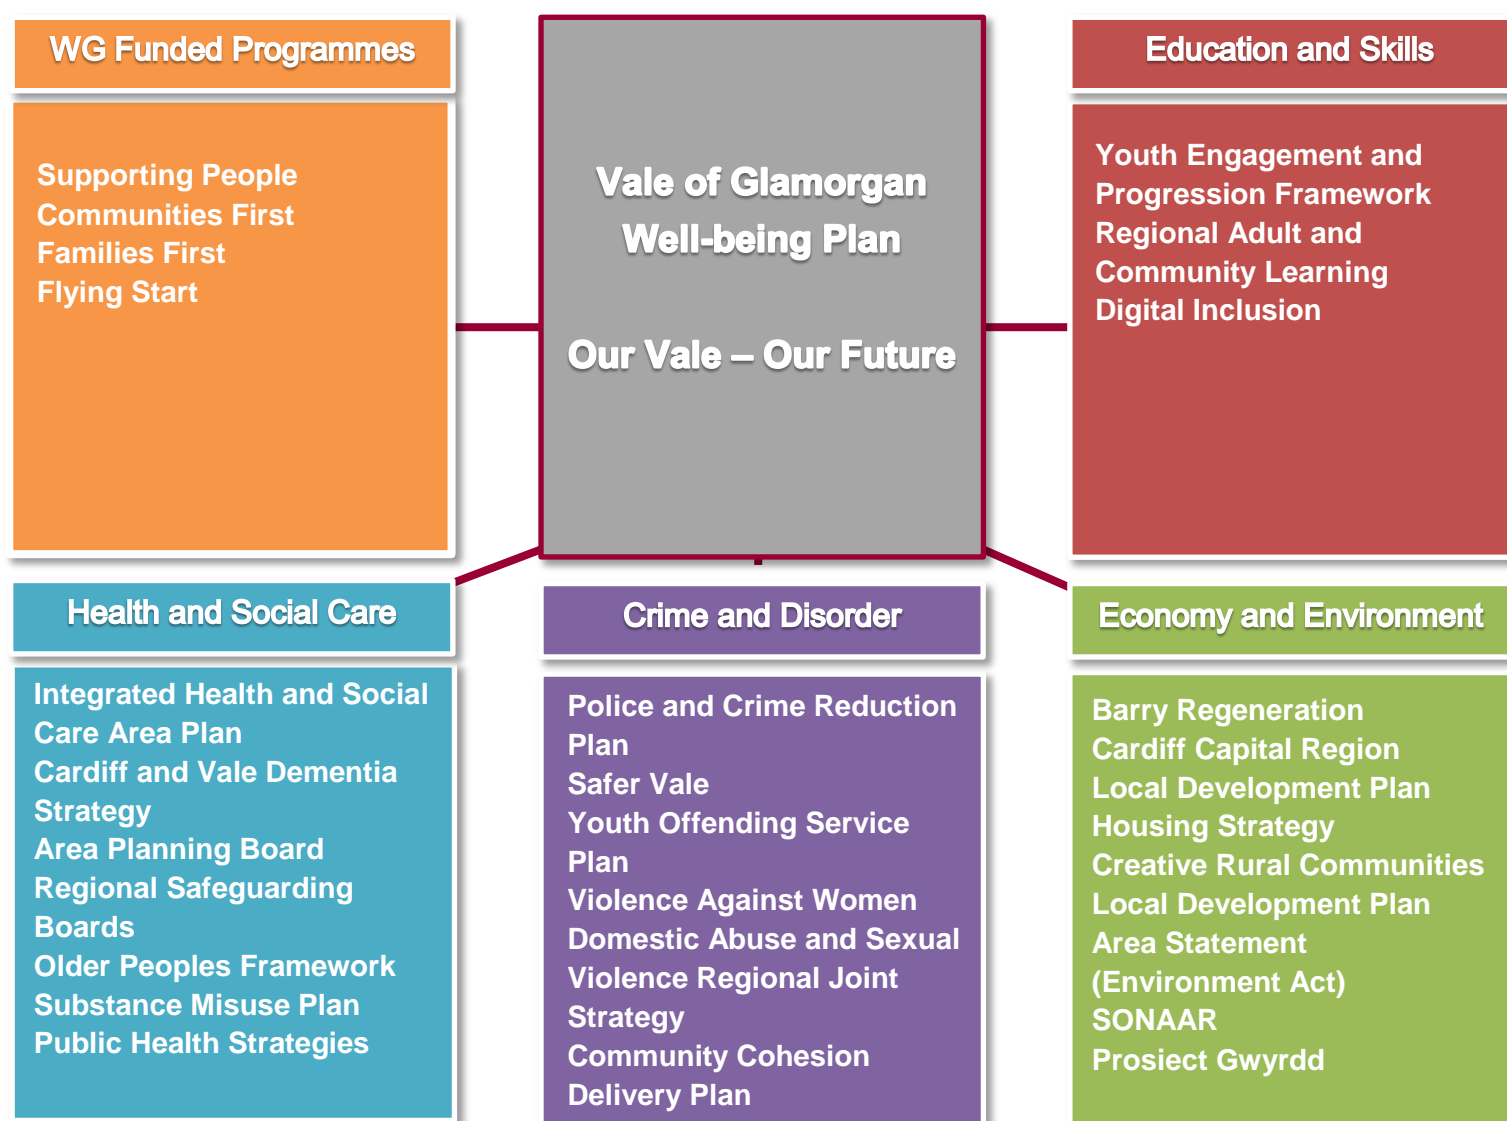 WG Funded Programmes
Supporting People
Communities First
Families First
Flying Start
Vale of Glamorgan
Well-being Plan
Our Vale – Our Future
Education and Skills
Youth Engagement and
Progression Framework
Regional Adult and
Community Learning
Digital Inclusion
Health and Social Care
Integrated Health and Social
Care Area Plan
Cardiff and Vale Dementia
Strategy
Area Planning Board
Regional Safeguarding
Boards
Older Peoples Framework
Substance Misuse Plan
Public Health Strategies
Crime and Disorder
Police and Crime Reduction
Plan
Safer Vale
Youth Offending Service
Plan
Violence Against Women
Domestic Abuse and Sexual
Violence Regional Joint
Strategy
Community Cohesion
Delivery Plan
Economy and Environment
Barry Regeneration
Cardiff Capital Region
Local Development Plan
Housing Strategy
Creative Rural Communities
Local Development Plan
Area Statement
(Environment Act)
SONAAR
Prosiect Gwyrdd